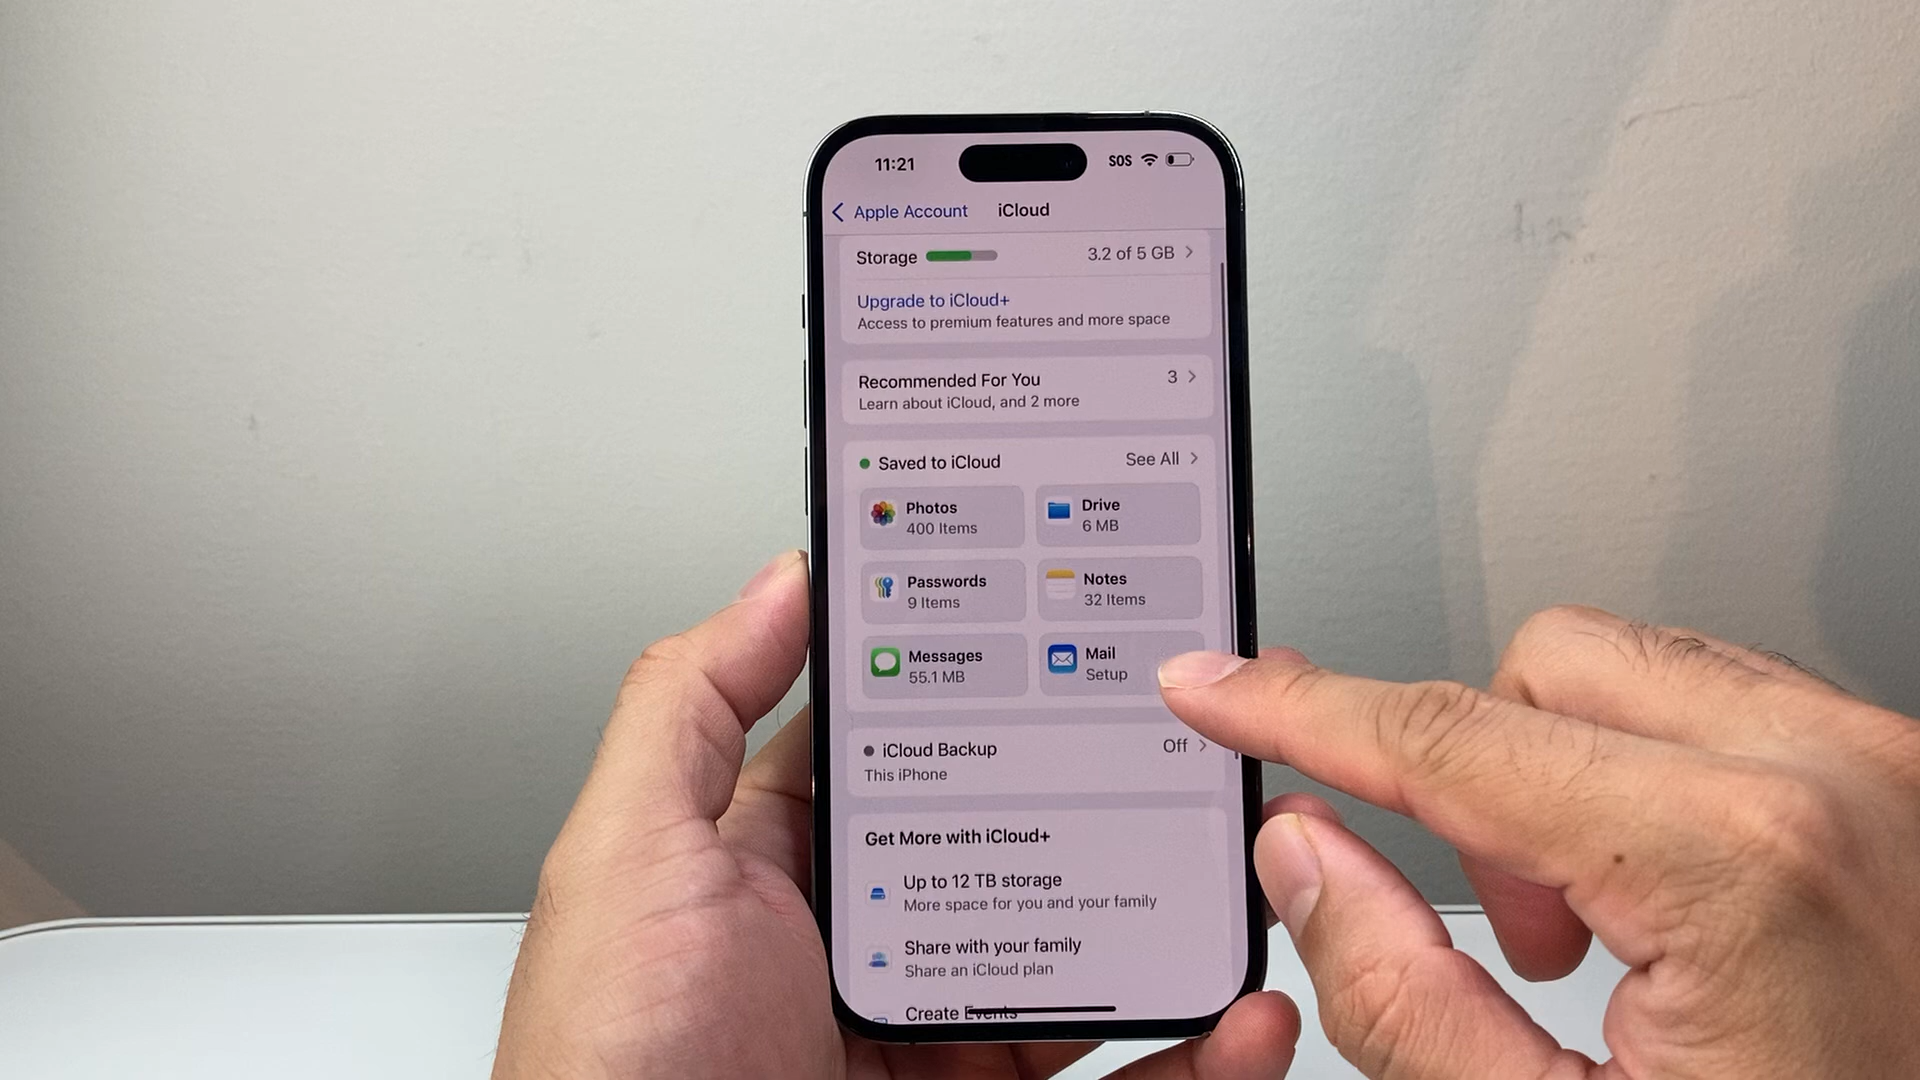 11:21
SOS
Apple Account
iCloud
Storage
3.2 of 5 GB
Upgrade to iCloud+
Access to premium features and more space
Recommended For You
3
Learn about iCloud, and 2 more
Saved to iCloud
See All
Photos
400 Items
Drive
6 MB
Passwords
9 Items
Notes
32 Items
Messages
55.1 MB
Mail
Setup
iCloud Backup
Off
This iPhone
Get More with iCloud+
Up to 12 TB storage
More space for you and your family
Share with your family
Share an iCloud plan
Create Events